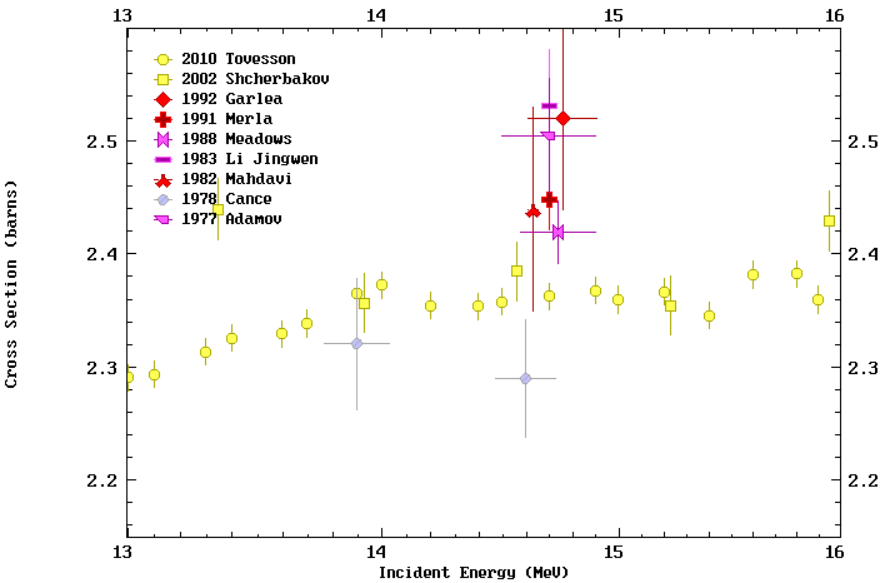 13 14 15 16
2010 Tovesson
2002 Shcherbakov
1992 Garlea
1991 Merla
1988 Meadows
1983 Li Jingwen
1982 Mahdavi
1978 Cance
1977 Adamov
2.5 2.5
2.4 2.4
2.3 2.3
2.2 2.2
Cross Section (barns)
13 14 15 16
Incident Energy (MeV)